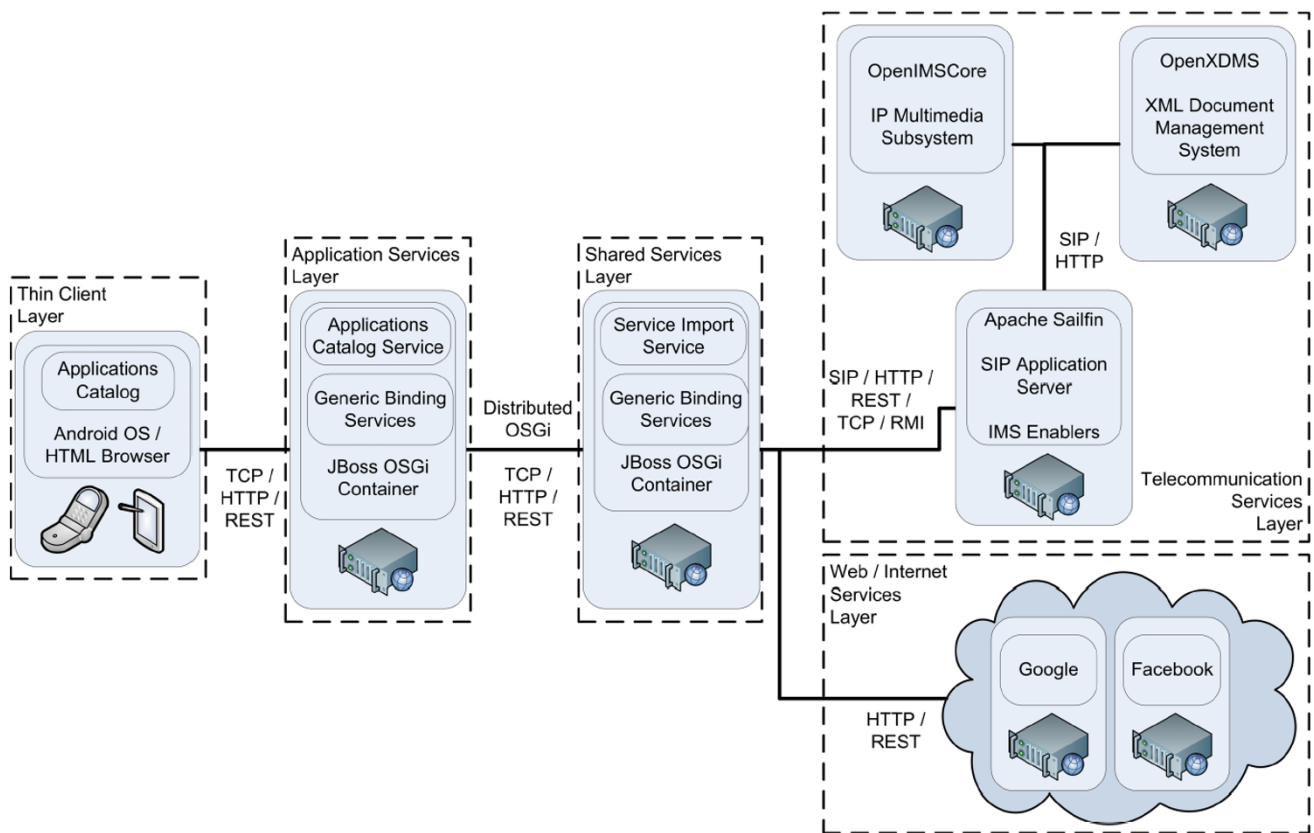 Thin Client
Layer
Applications
Catalog
Android OS /
HTML Browser
TCP /
HTTP /
REST
Application Services
Layer
Applications
Catalog Service
Generic Binding
Services
JBoss OSGi
Container
Distributed
OSGi
TCP /
HTTP /
REST
Shared Services
Layer
Service Import
Service
Generic Binding
Services
JBoss OSGi
Container
OpenIMSCore
IP Multimedia
Subsystem
OpenXDMS
XML Document
Management
System
SIP /
HTTP
SIP / HTTP /
REST /
TCP / RMI
Apache Sailfin
SIP Application
Server
IMS Enablers
Telecommunication
Services
Layer
Web / Internet
Services
Layer
HTTP /
REST
Google
Facebook